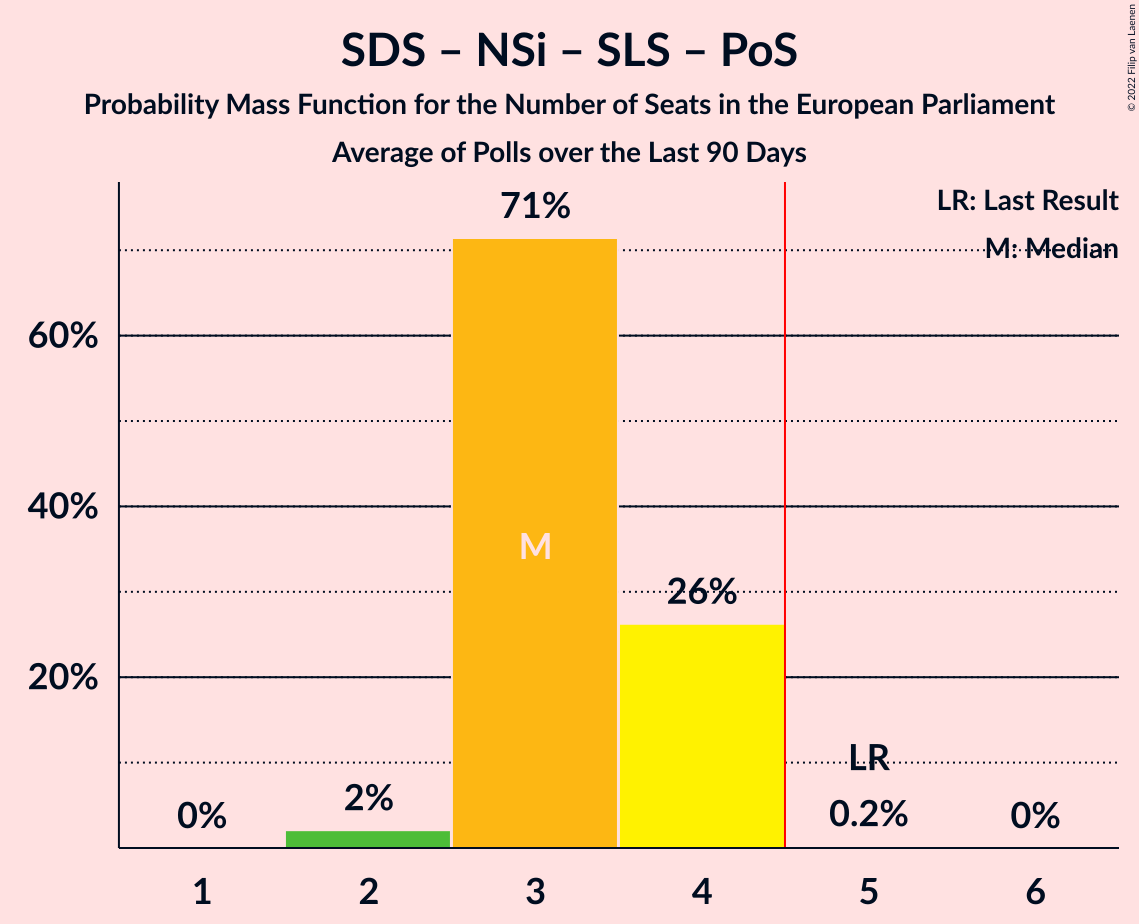 SDS – NSi – SLS – PoS
Probability Mass Function for the Number of Seats in the European Parliament
Average of Polls over the Last 90 Days
© 2022 Filip van Laenen
LR: Last Result
M: Median
71%
60%
40%
M
26%
20%
LR
0%
2%
0.2%
0%
1 2 3 4 5 6